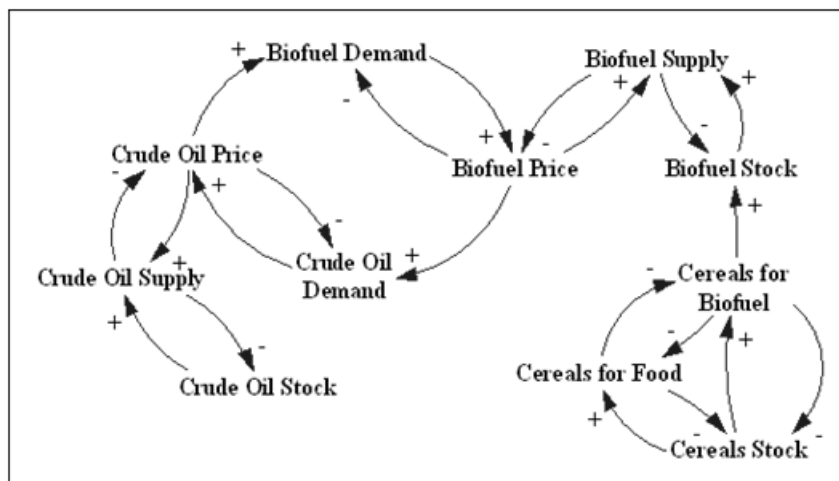 +
Biofuel Demand
-
+
Biofuel Supply
+
+
-
Crude Oil Price
-
+
+
-
Biofuel Price
-
Biofuel Stock
+
Crude Oil Supply
+
+
-
Crude Oil
Demand
+
Crude Oil Stock
-
Cereals for
Biofuel
-
+
Cereals for Food
+
-
Cereals Stock
-